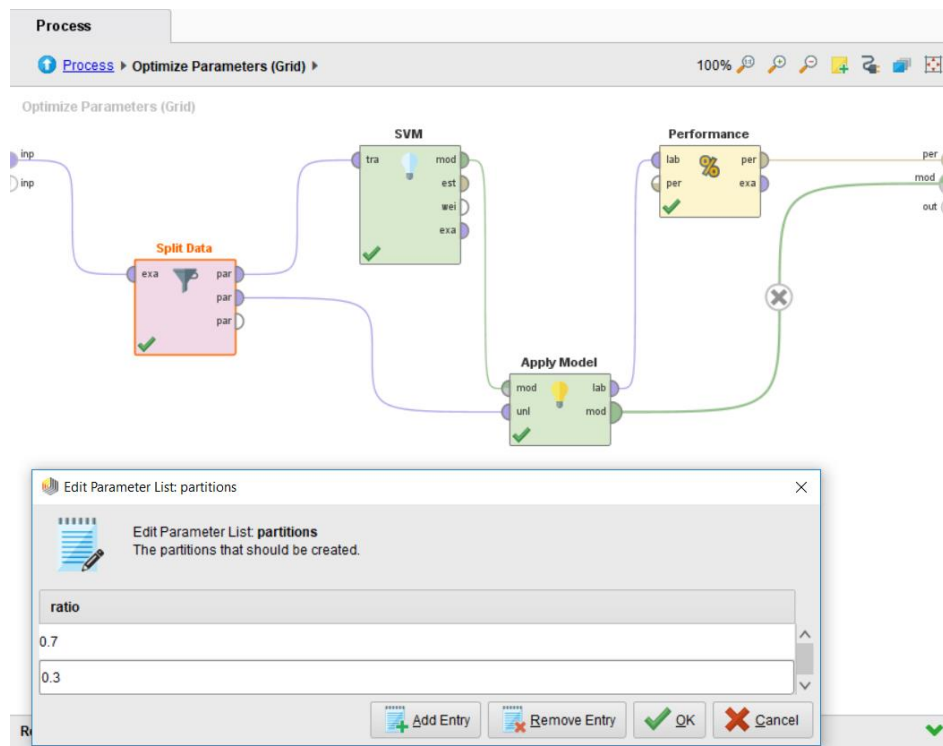 Process
Process ▸ Optimize Parameters (Grid) ▸
100%
Optimize Parameters (Grid)
inp
inp
SVM
tra
mod
est
wei
exa
Performance
lab
per
per
exa
per
mod
out
Split Data
exa
par
par
par
Apply Model
mod
unl
lab
mod
Edit Parameter List: partitions
Edit Parameter List: partitions
The partitions that should be created.
ratio
0.7
0.3
Add Entry
Remove Entry
OK
Cancel